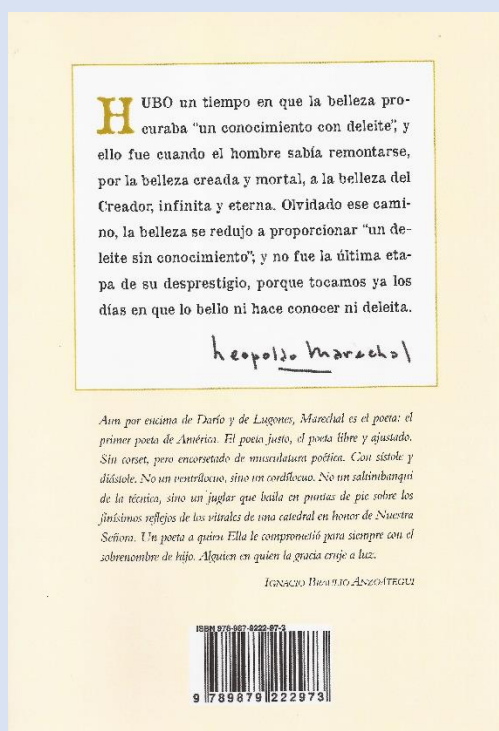 HUBO un tiempo en que la belleza pro-
curaba "un conocimiento con deleite", y
ello fue cuando el hombre sabía remontarse,
por la belleza creada y mortal, a la belleza del
Creador, infinita y eterna. Olvidado ese cami-
no, la belleza se redujo a proporcionar "un de-
leite sin conocimiento"; y no fue la última eta-
pa de su desprestigio, porque tocamos ya los
días en que lo bello ni hace conocer ni deleita.
Leopoldo Marechal
Aun por encima de Darío y de Lugones, Marechal es el poeta: el
primer poeta de América. El poeta justo, el poeta libre y ajustado.
Sin corset, pero encorsetado de musculatura poética. Con sístole y
diástole. No un ventrílocuo, sino un cordílocuo. No un saltimbanqui
de la técnica, sino un juglar que baila en puntas de pie sobre los
finísimos reflejos de los vitrales de una catedral en honor de Nuestra
Señora. Un poeta a quien Ella le comprometió para siempre con el
sobrenombre de hijo. Alguien en quien la gracia cruje a luz.
IGNACIO BRAULIO ANZOÁTEGUI
ISBN 978-987-9222-97-3
9 789879 222973